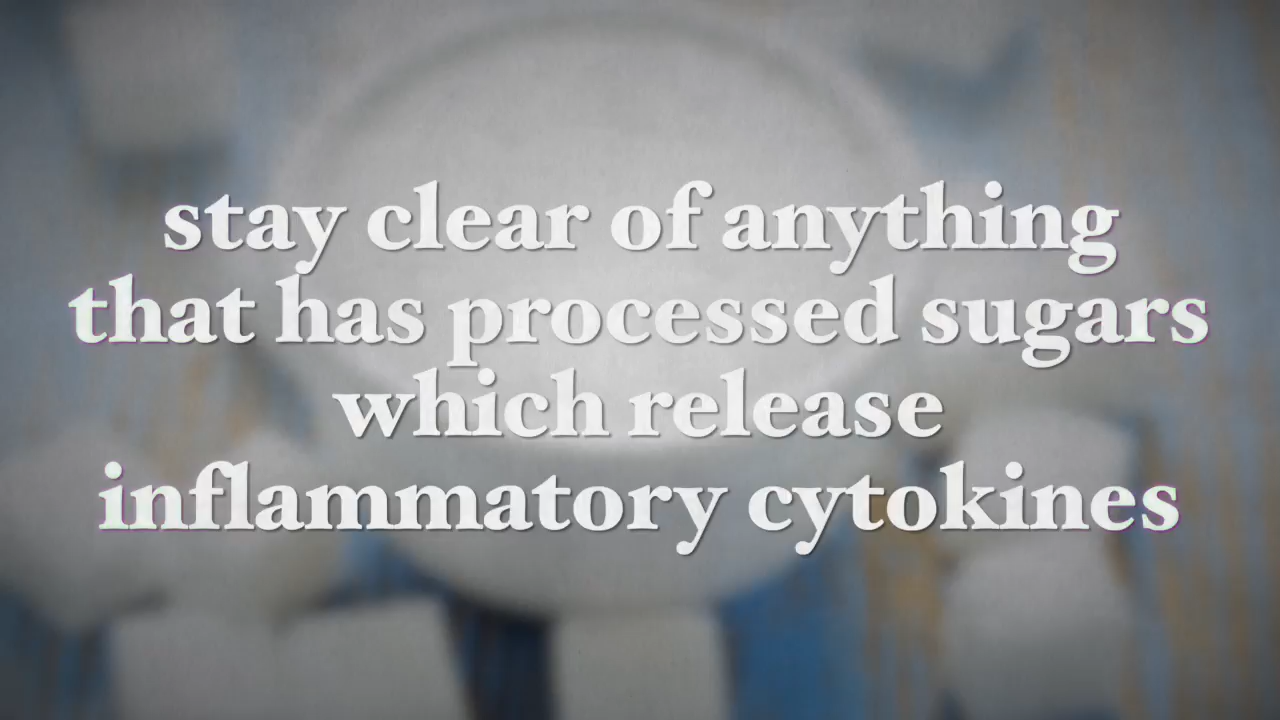 stay clear of anything
that has processed sugars
which release
inflammatory cytokines